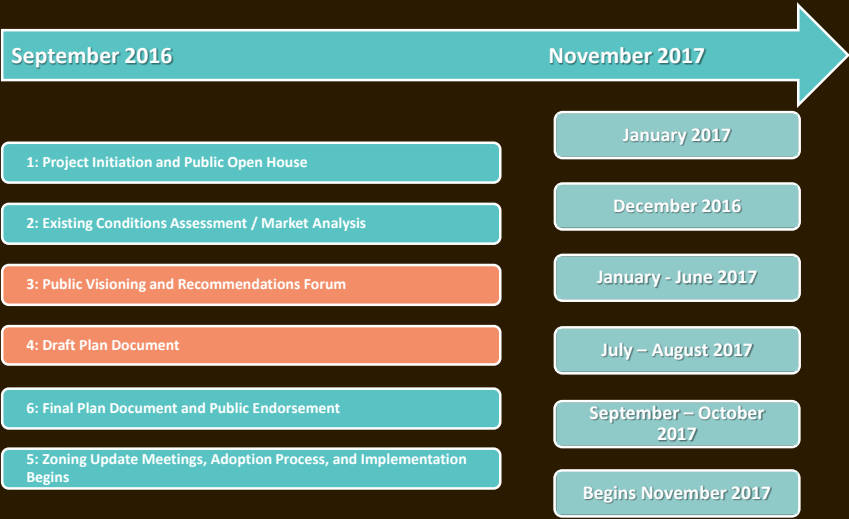 September 2016
November 2017
January 2017
1: Project Initiation and Public Open House
December 2016
2: Existing Conditions Assessment / Market Analysis
January - June 2017
3: Public Visioning and Recommendations Forum
July – August 2017
4: Draft Plan Document
September – October
2017
6: Final Plan Document and Public Endorsement
Begins November 2017
5: Zoning Update Meetings, Adoption Process, and Implementation
Begins